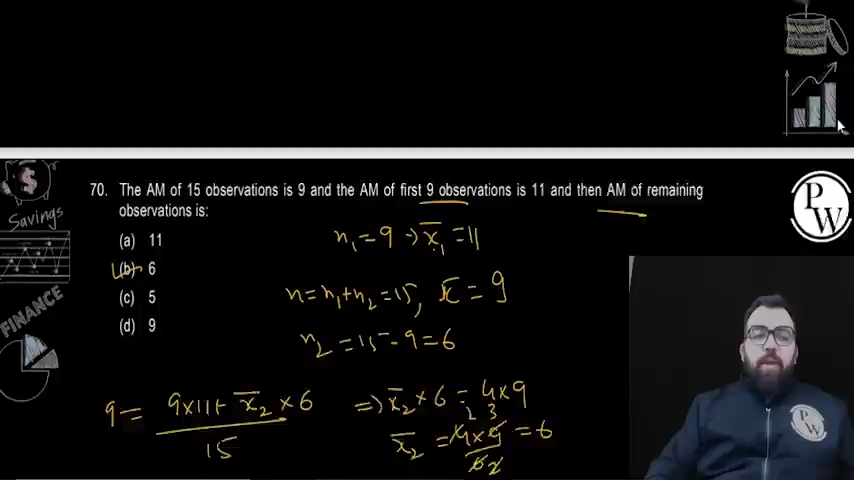 $
Savings
FINANCE
P
W
70. The AM of 15 observations is 9 and the AM of first 9 observations is 11 and then AM of remaining
observations is:
(a) 11
(b) 6
(c) 5
(d) 9
n₁ = 9 → x̄₁ = 11
n = n₁ + n₂ = 15, x̄ = 9
n₂ = 15 - 9 = 6
9 = 9×11 + x̄₂ × 6
15
⇒ x̄₂ × 6 = 4 × 9
x̄₂ = 4×9 = 6
P
W